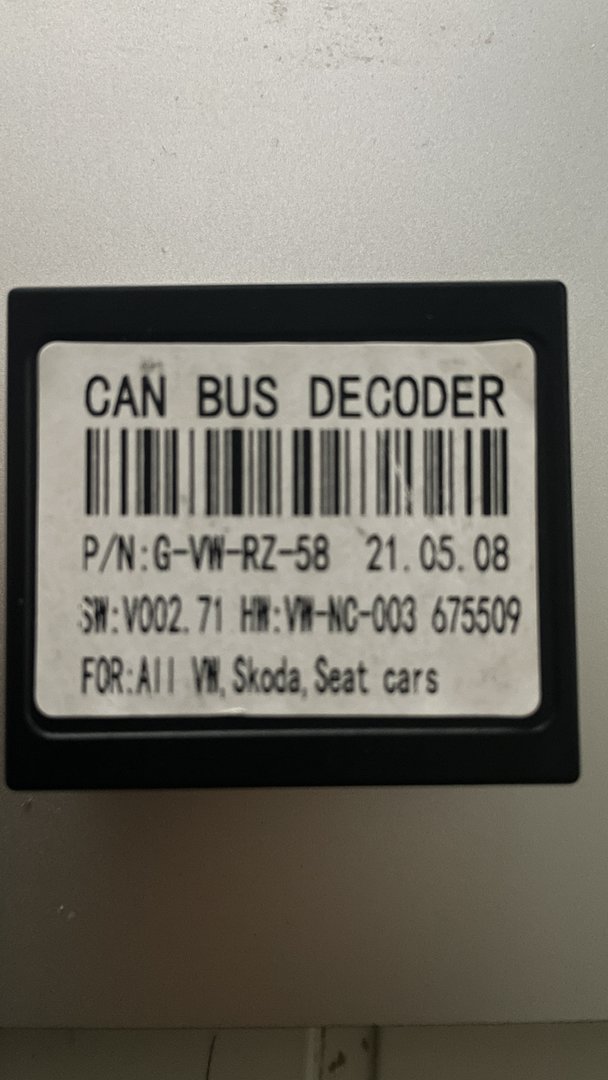 CAN BUS DECODER
P/N:G-VW-RZ-58 21.05.08
SW:V002.71 HW:VW-NC-003 675509
FOR:All VW,Skoda,Seat cars